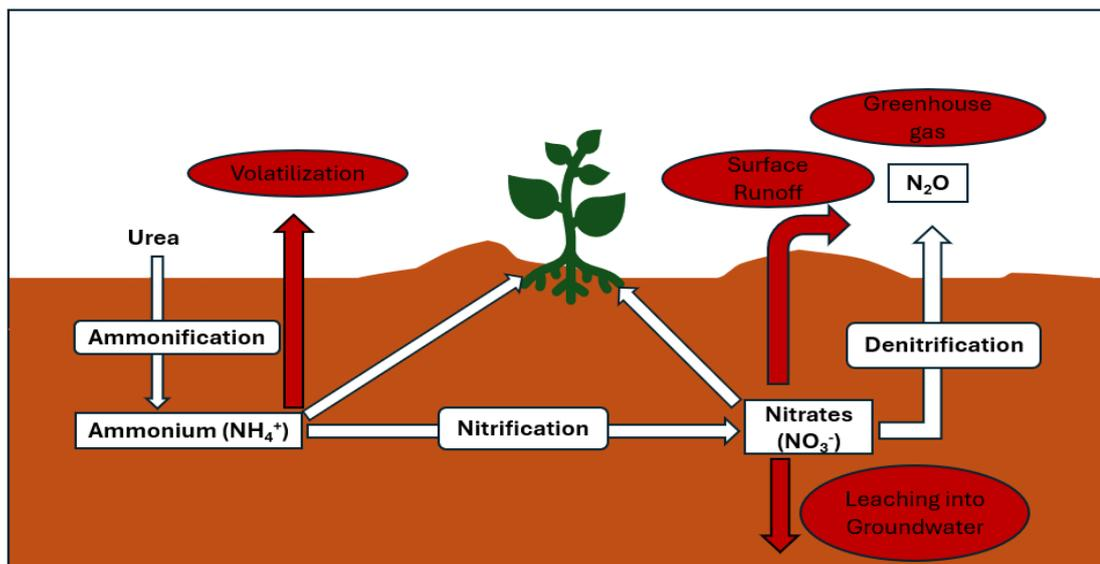 Greenhouse
gas
Volatilization
Surface
Runoff
N₂O
Urea
Ammonification
Denitrification
Ammonium (NH₄⁺)
Nitrification
Nitrates
(NO₃⁻)
Leaching into
Groundwater